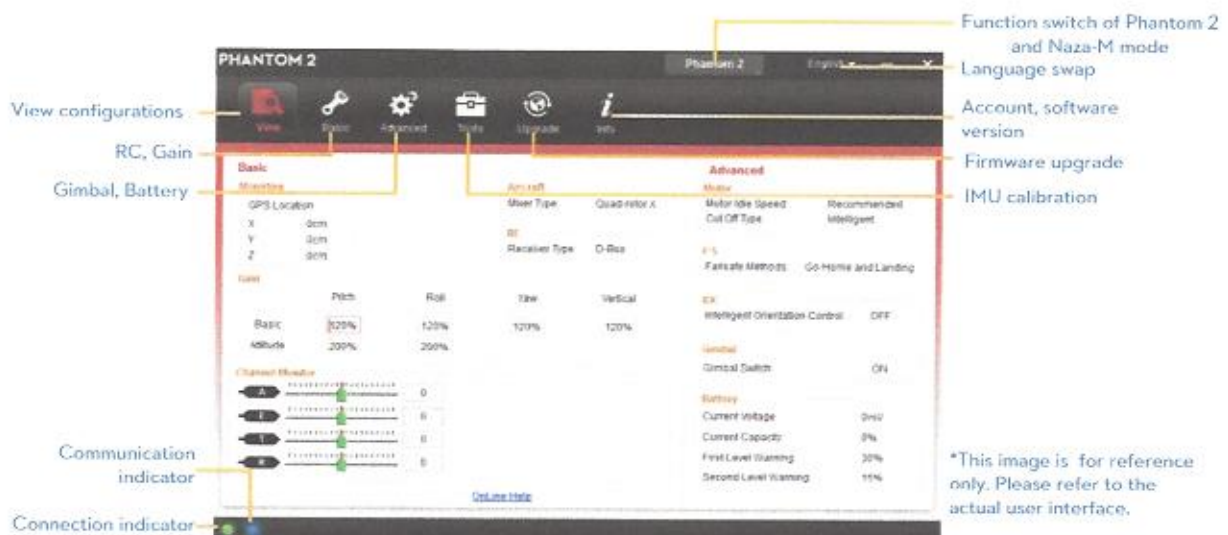 Function switch of Phantom 2
and Naza-M mode
Language swap
Account, software
version
Firmware upgrade
IMU calibration
View configurations
RC, Gain
Gimbal, Battery
PHANTOM 2
Phantom 2
English
View
Basic
Advanced
Tools
Upgrade
Info
Basic
Mounting
GPS Location
X 0cm
Y 0cm
Z 0cm
Aircraft
Mixer Type Quad-rotor X
RC
Receiver Type D-Bus
Gain
Pitch Roll Yaw Vertical
Basic 120% 120% 120% 120%
Attitude 200% 200%
Channel Monitor
A 0
E 0
T 0
R 0
Advanced
Motor
Motor Idle Speed Recommended
Cut Off Type Intelligent
F/S
Failsafe Methods Go-Home and Landing
Intelligent Orientation Control OFF
Gimbal
Gimbal Switch ON
Battery
Current Voltage 0mV
Current Capacity 0%
First Level Warning 30%
Second Level Warning 15%
OnLine Help
Communication
indicator
Connection indicator
*This image is for reference
only. Please refer to the
actual user interface.